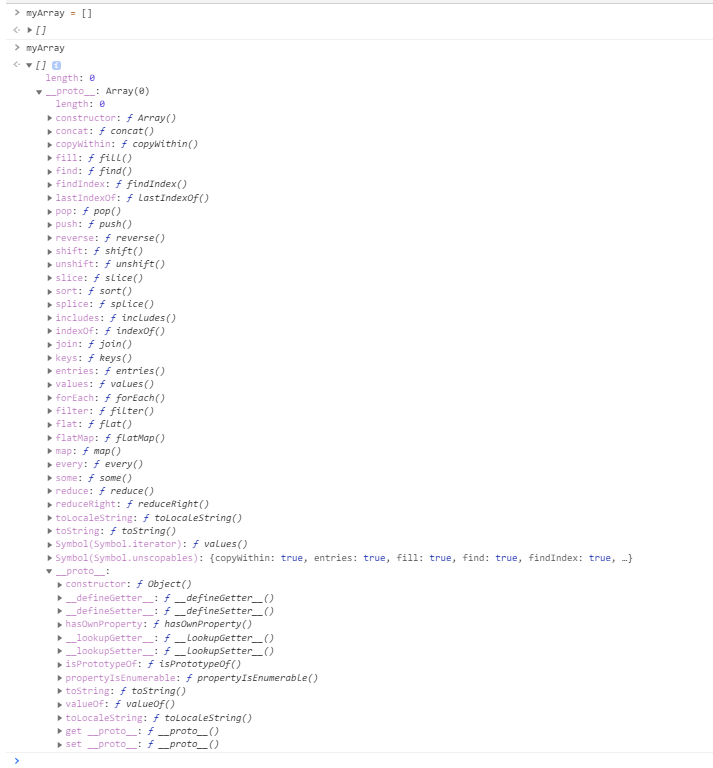 > myArray = []
<· ▶ []
> myArray
<· ▼ [] i
length: 0
▼ __proto__: Array(0)
length: 0
▶ constructor: ƒ Array()
▶ concat: ƒ concat()
▶ copyWithin: ƒ copyWithin()
▶ fill: ƒ fill()
▶ find: ƒ find()
▶ findIndex: ƒ findIndex()
▶ lastIndexOf: ƒ lastIndexOf()
▶ pop: ƒ pop()
▶ push: ƒ push()
▶ reverse: ƒ reverse()
▶ shift: ƒ shift()
▶ unshift: ƒ unshift()
▶ slice: ƒ slice()
▶ sort: ƒ sort()
▶ splice: ƒ splice()
▶ includes: ƒ includes()
▶ indexOf: ƒ indexOf()
▶ join: ƒ join()
▶ keys: ƒ keys()
▶ entries: ƒ entries()
▶ values: ƒ values()
▶ forEach: ƒ forEach()
▶ filter: ƒ filter()
▶ flat: ƒ flat()
▶ flatMap: ƒ flatMap()
▶ map: ƒ map()
▶ every: ƒ every()
▶ some: ƒ some()
▶ reduce: ƒ reduce()
▶ reduceRight: ƒ reduceRight()
▶ toLocaleString: ƒ toLocaleString()
▶ toString: ƒ toString()
▶ Symbol(Symbol.iterator): ƒ values()
▶ Symbol(Symbol.unscopables): {copyWithin: true, entries: true, fill: true, find: true, findIndex: true, …}
▼ __proto__:
▶ constructor: ƒ Object()
▶ __defineGetter__: ƒ __defineGetter__()
▶ __defineSetter__: ƒ __defineSetter__()
▶ hasOwnProperty: ƒ hasOwnProperty()
▶ __lookupGetter__: ƒ __lookupGetter__()
▶ __lookupSetter__: ƒ __lookupSetter__()
▶ isPrototypeOf: ƒ isPrototypeOf()
▶ propertyIsEnumerable: ƒ propertyIsEnumerable()
▶ toString: ƒ toString()
▶ valueOf: ƒ valueOf()
▶ toLocaleString: ƒ toLocaleString()
▶ get __proto__: ƒ __proto__()
▶ set __proto__: ƒ __proto__()
>